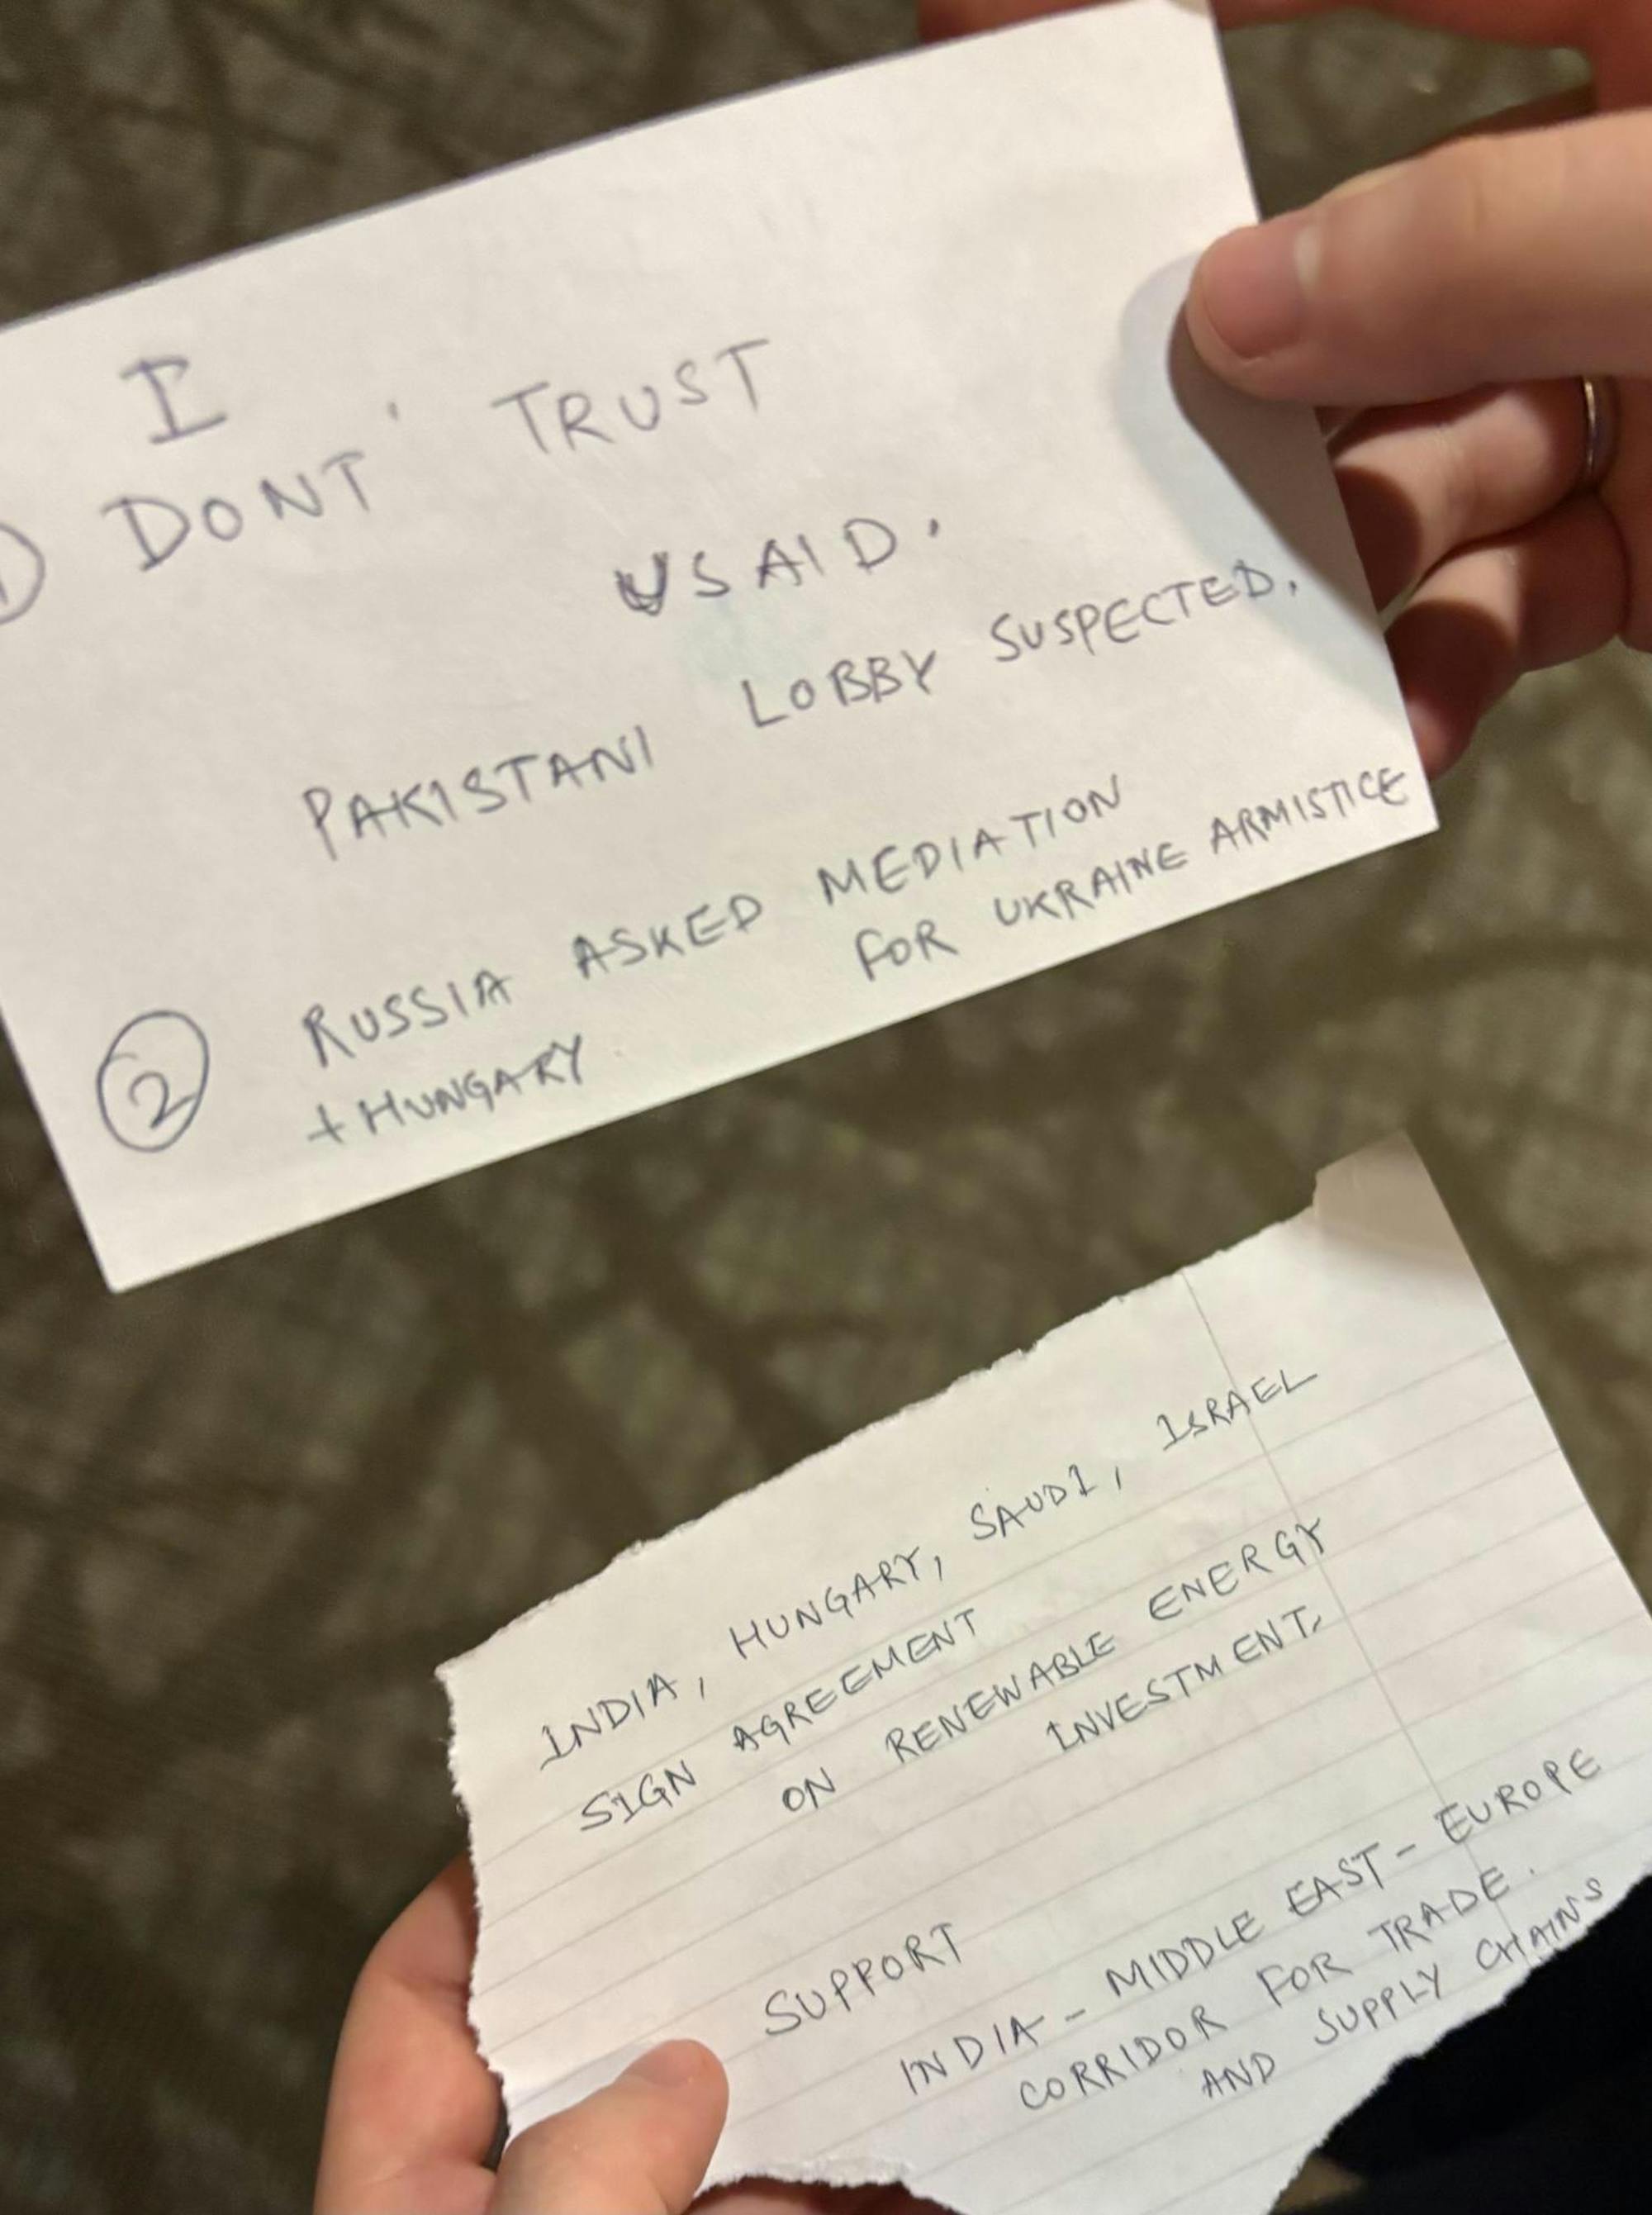 I
① DONT' TRUST
USAID.
PAKISTANI LOBBY SUSPECTED.
② RUSSIA ASKED MEDIATION
+ HUNGARY FOR UKRAINE ARMISTICE
INDIA, HUNGARY, SAUDI, ISRAEL
SIGN AGREEMENT
ON RENEWABLE ENERGY
INVESTMENT.
SUPPORT
INDIA - MIDDLE EAST - EUROPE
CORRIDOR FOR TRADE.
AND SUPPLY CHAINS